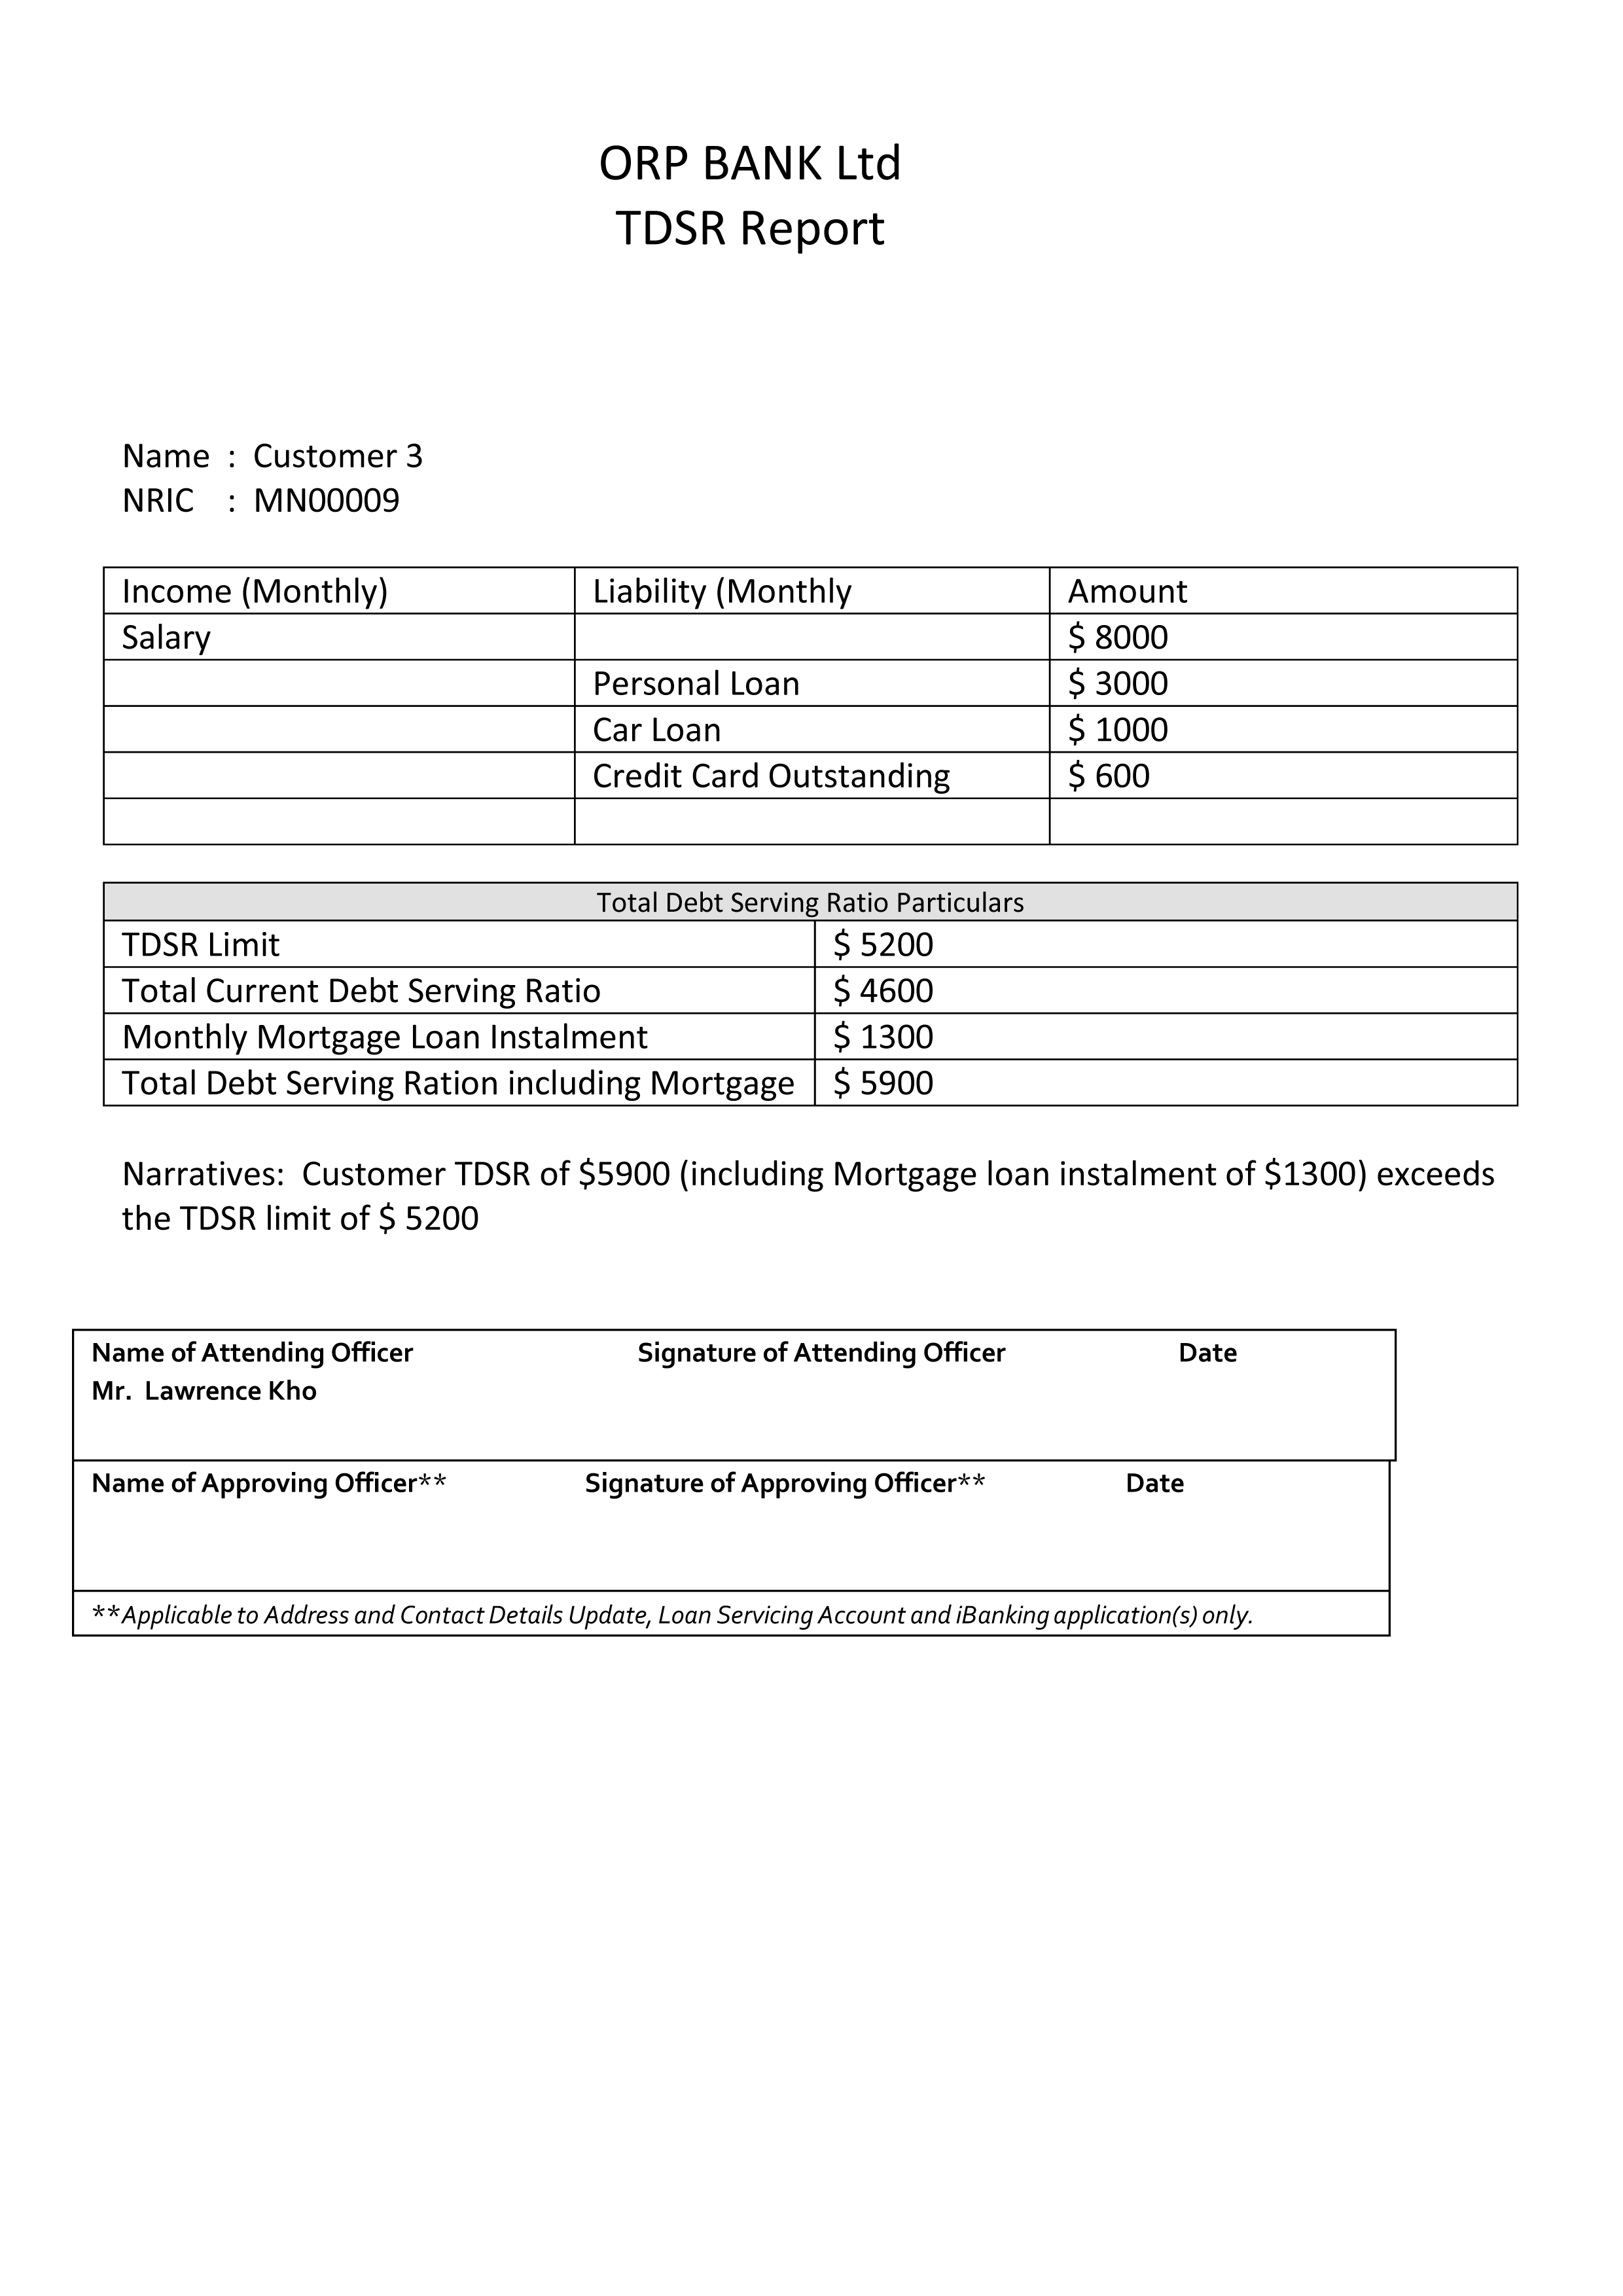 ORP BANK Ltd
TDSR Report
Name : Customer 3
NRIC : MN00009
Income (Monthly) Liability (Monthly Amount
Salary $ 8000
Personal Loan $ 3000
Car Loan $ 1000
Credit Card Outstanding $ 600
Total Debt Serving Ratio Particulars
TDSR Limit $ 5200
Total Current Debt Serving Ratio $ 4600
Monthly Mortgage Loan Instalment $ 1300
Total Debt Serving Ration including Mortgage $ 5900
Narratives: Customer TDSR of $5900 (including Mortgage loan instalment of $1300) exceeds
the TDSR limit of $ 5200
Name of Attending Officer Signature of Attending Officer Date
Mr. Lawrence Kho
Name of Approving Officer** Signature of Approving Officer** Date
**Applicable to Address and Contact Details Update, Loan Servicing Account and iBanking application(s) only.